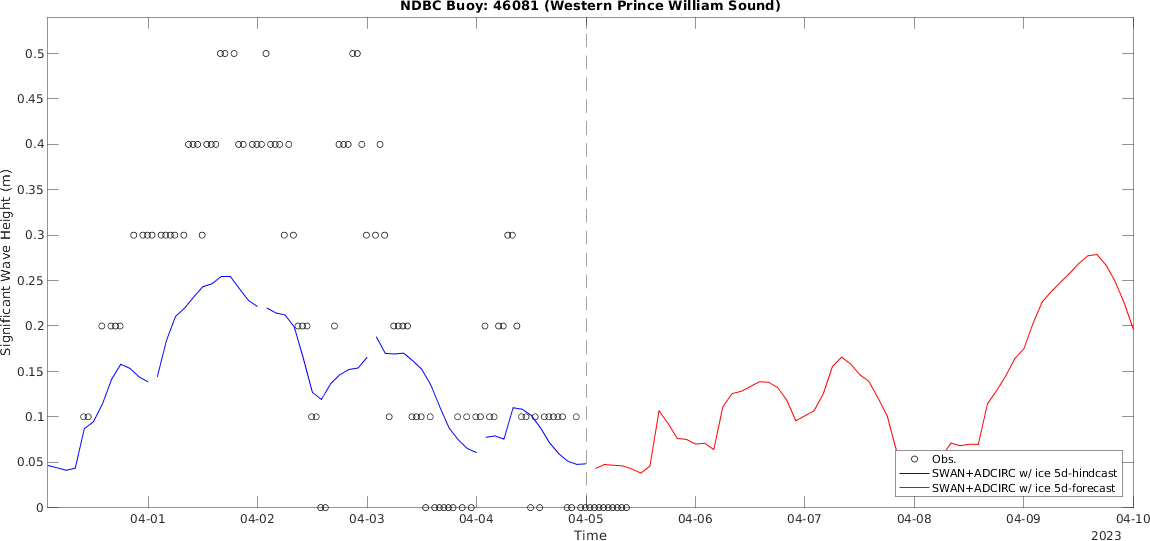 NDBC Buoy: 46081 (Western Prince William Sound)
Significant Wave Height (m)
0.5
0.45
0.4
0.35
0.3
0.25
0.2
0.15
0.1
0.05
0
Obs.
SWAN+ADCIRC w/ ice 5d-hindcast
SWAN+ADCIRC w/ ice 5d-forecast
04-01 04-02 04-03 04-04 04-05 04-06 04-07 04-08 04-09 04-10
Time
2023